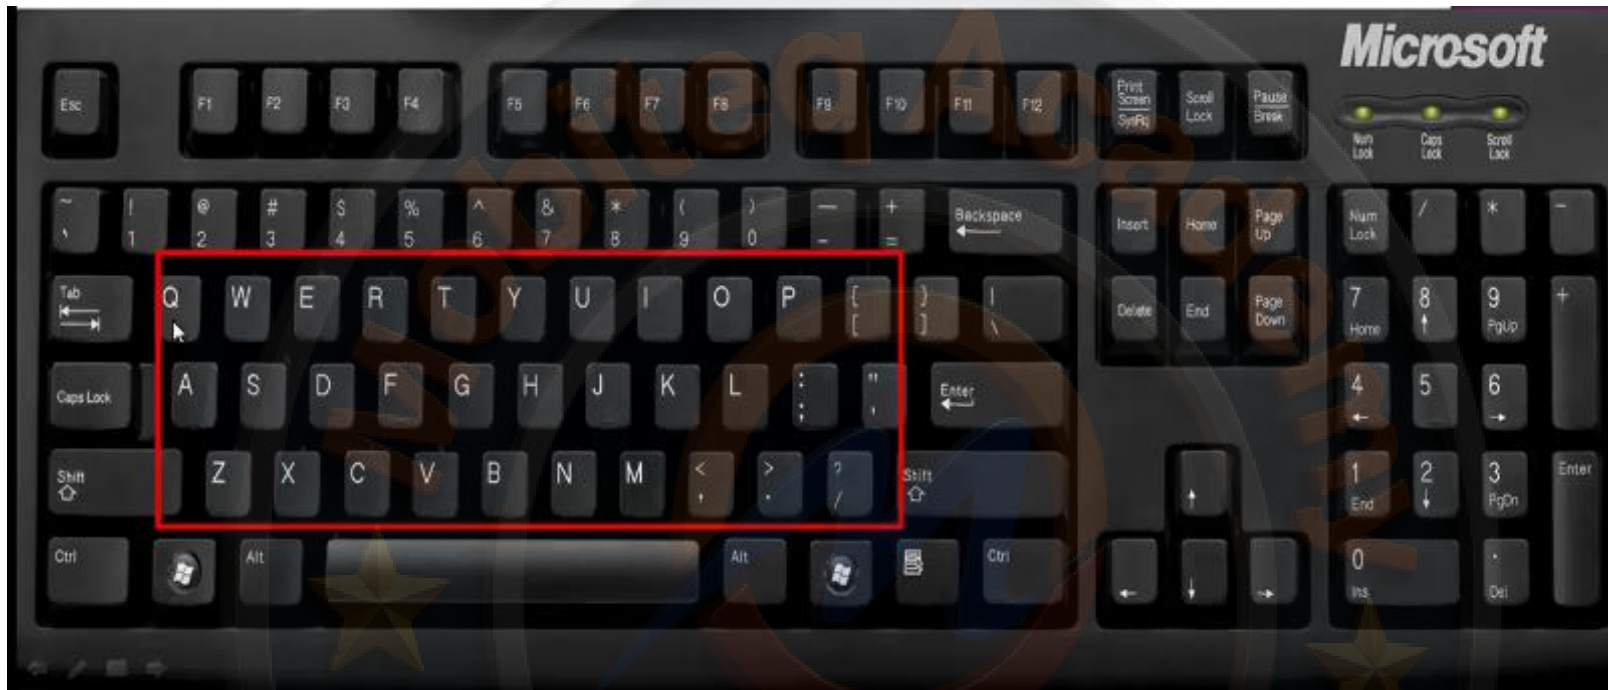 Microsoft
Esc F1 F2 F3 F4 F5 F6 F7 F8 F9 F10 F11 F12 Print Screen SysRq Scroll Lock Pause Break
Num Lock Caps Lock Scroll Lock
~ ! @ # $ % ^ & * ( ) — +
` 1 2 3 4 5 6 7 8 9 0 - = Backspace Insert Home Page Up Num Lock / * -
Tab Q W E R T Y U I O P { [ } ] | \ Delete End Page Down 7 Home 8 ↑ 9 PgUp +
Caps Lock A S D F G H J K L : ; " ' Enter 4 ← 5 6 →
Shift Z X C V B N M < , > . ? / Shift ↑ 1 End 2 ↓ 3 PgDn Enter
Ctrl Alt Alt Ctrl ← ↓ → 0 Ins . Del
Mobiteq Academy